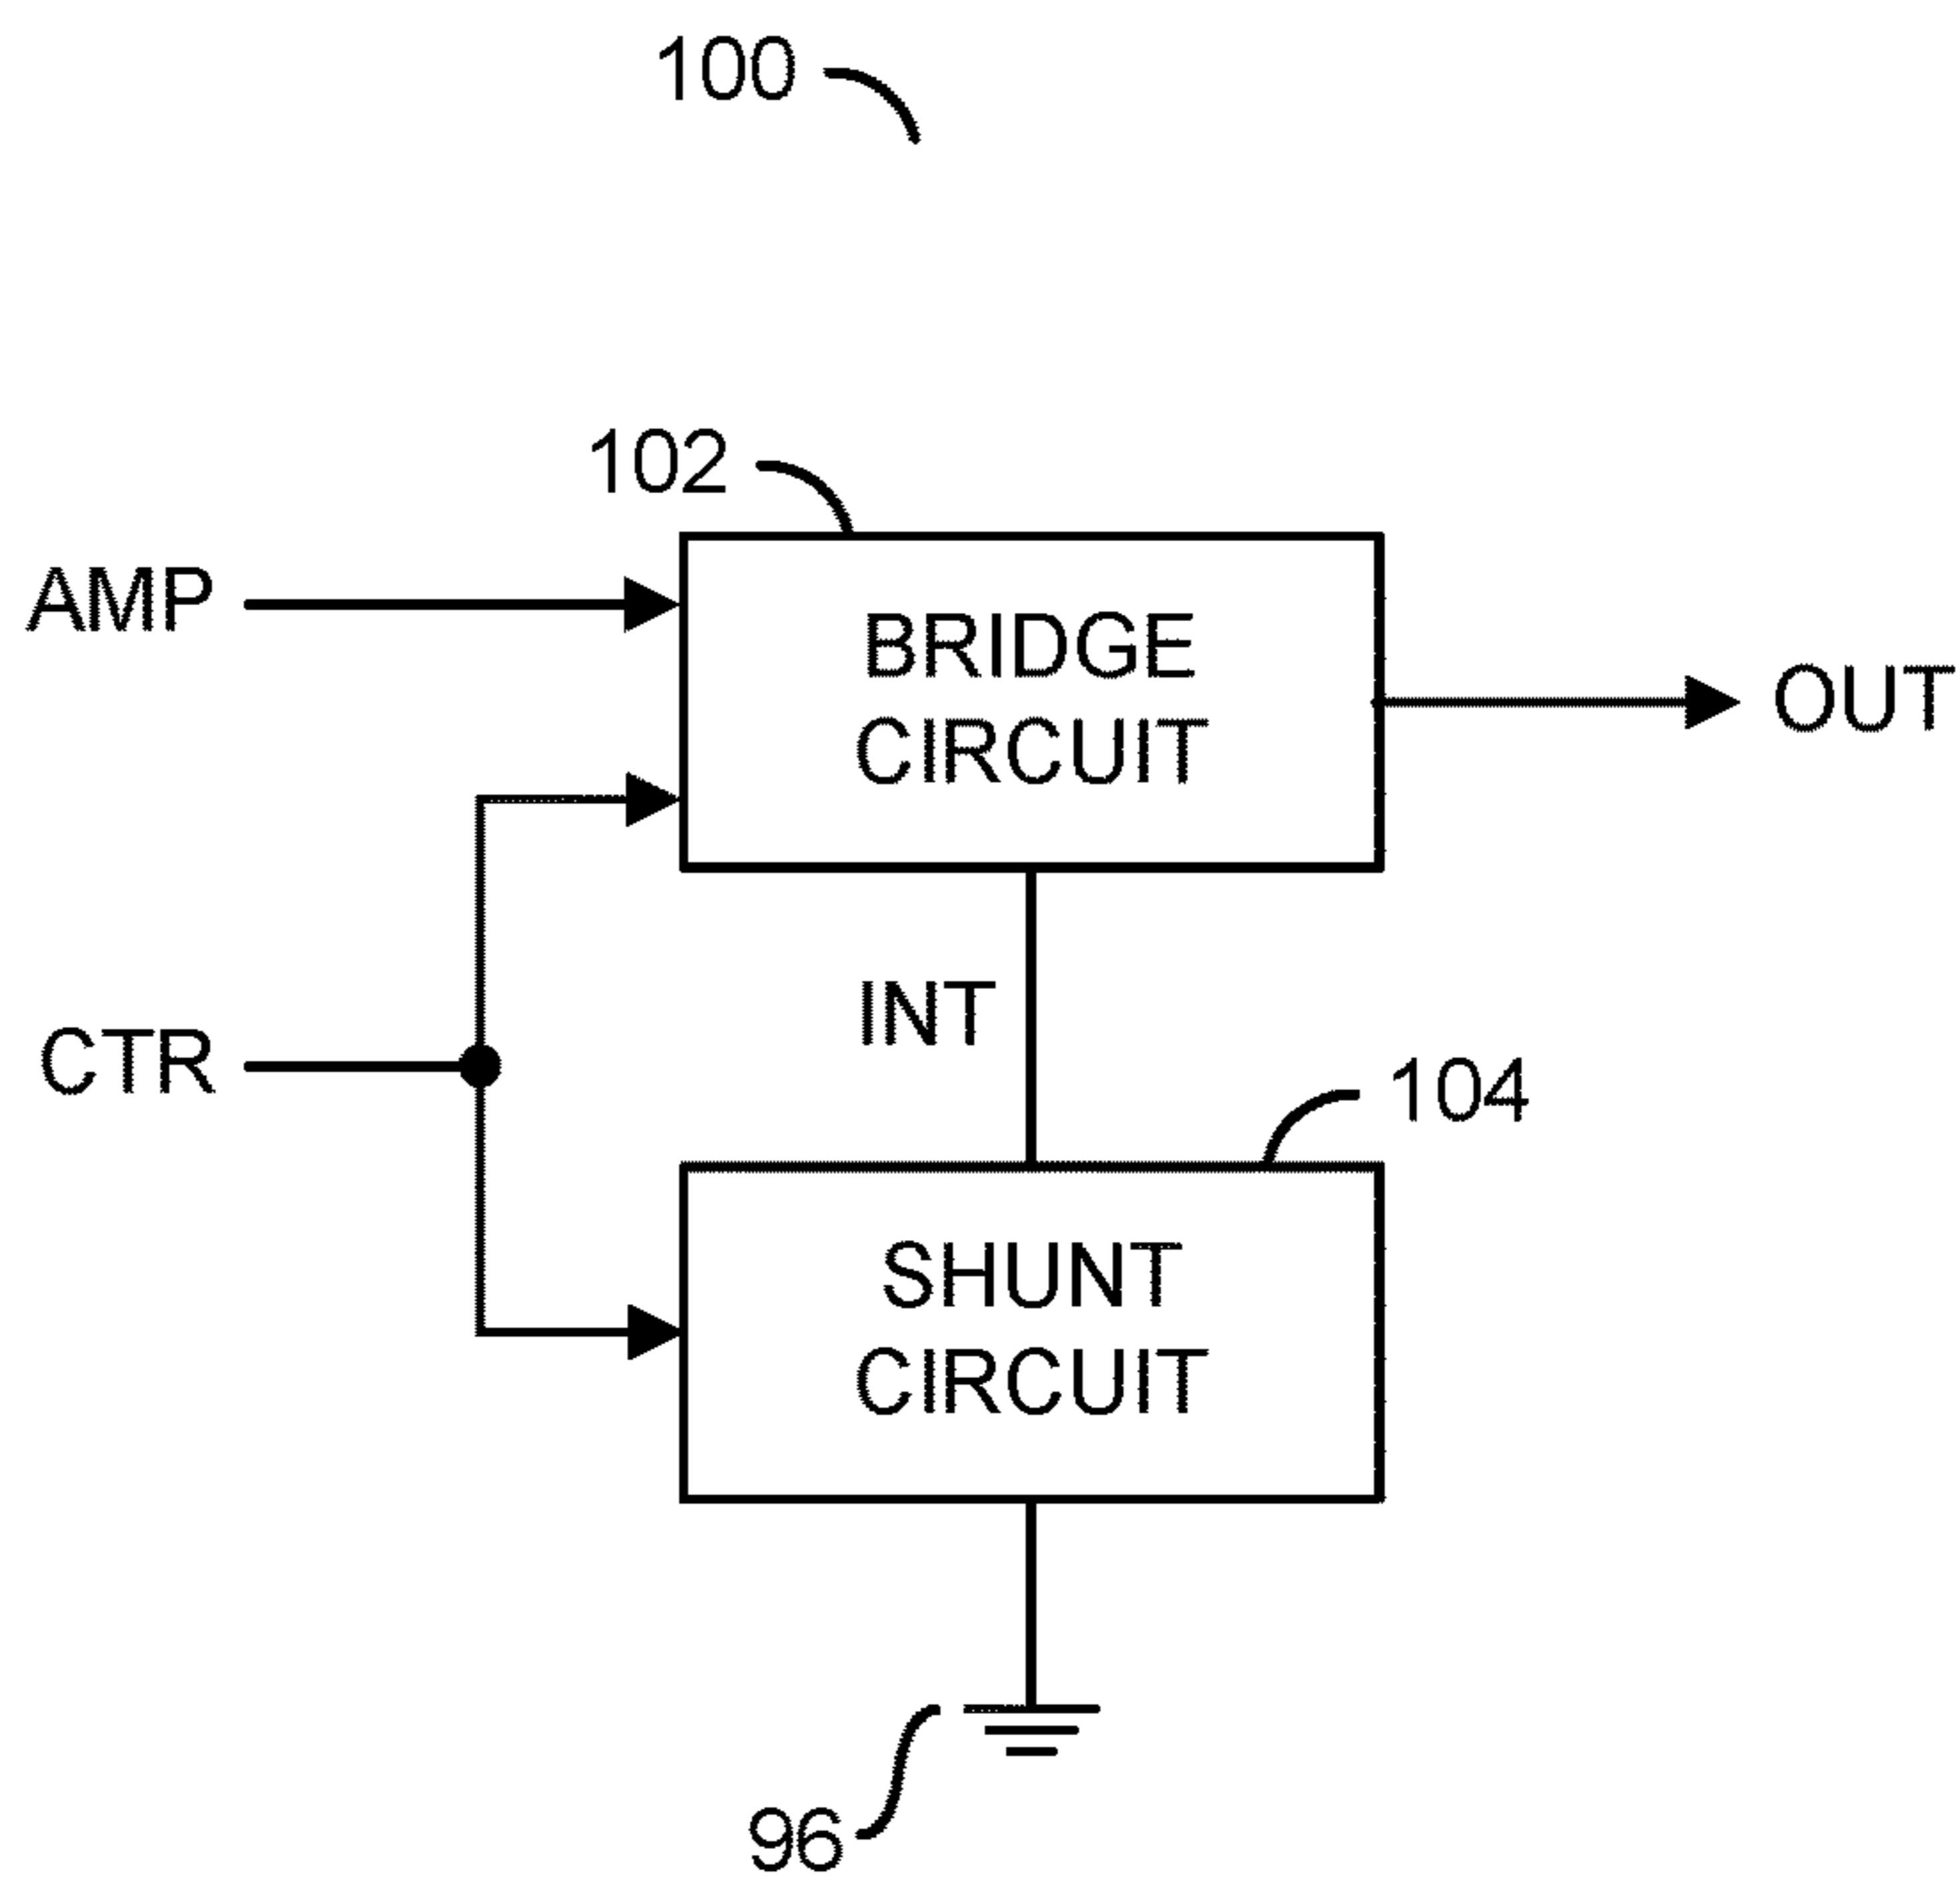 100
102
AMP
BRIDGE
CIRCUIT
OUT
INT
CTR
104
SHUNT
CIRCUIT
96